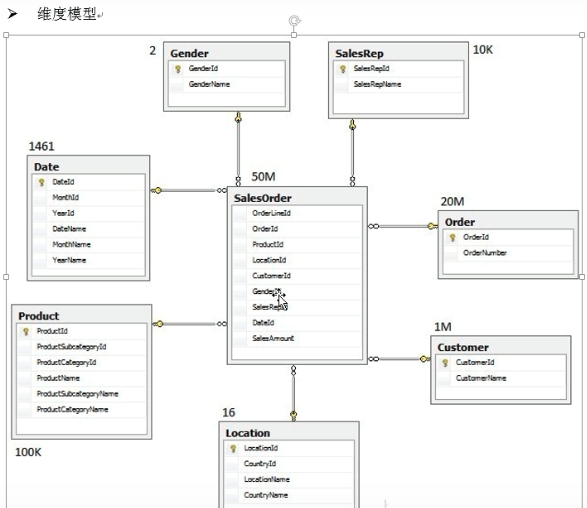 ➤ 维度模型
2
Gender
GenderId
GenderName
SalesRep
SalesRepId
SalesRepName
10K
1461
Date
DateId
MonthId
YearId
DateName
MonthName
YearName
50M
SalesOrder
OrderLineId
OrderId
ProductId
LocationId
CustomerId
DateId
SalesAmount
20M
Order
OrderId
OrderNumber
Product
ProductId
ProductSubcategoryId
ProductCategoryId
ProductName
ProductSubcategoryName
ProductCategoryName
100K
1M
Customer
CustomerId
CustomerName
16
Location
LocationId
CountryId
LocationName
CountryName